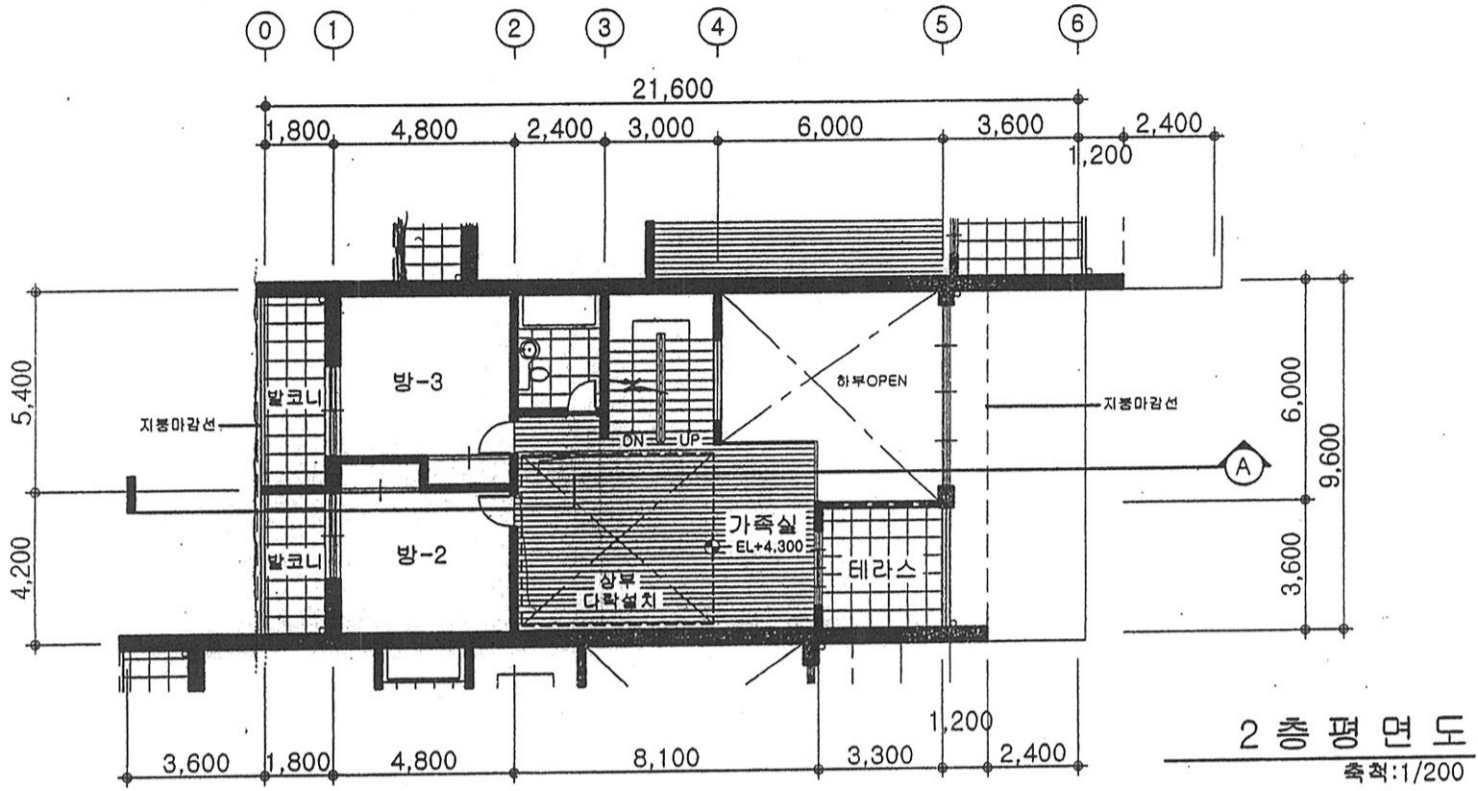 0 1 2 3 4 5 6
21,600
1,800 4,800 2,400 3,000 6,000 3,600 2,400
1,200
5,400
4,200
발코니
방-3
하부OPEN
지붕마감선
지붕마감선
DN UP
6,000
9,600
3,600
A
발코니
방-2
가족실
EL+4,300
테라스
상부
다락설치
1,200
3,600 1,800 4,800 8,100 3,300 2,400
2층평면도
축척:1/200